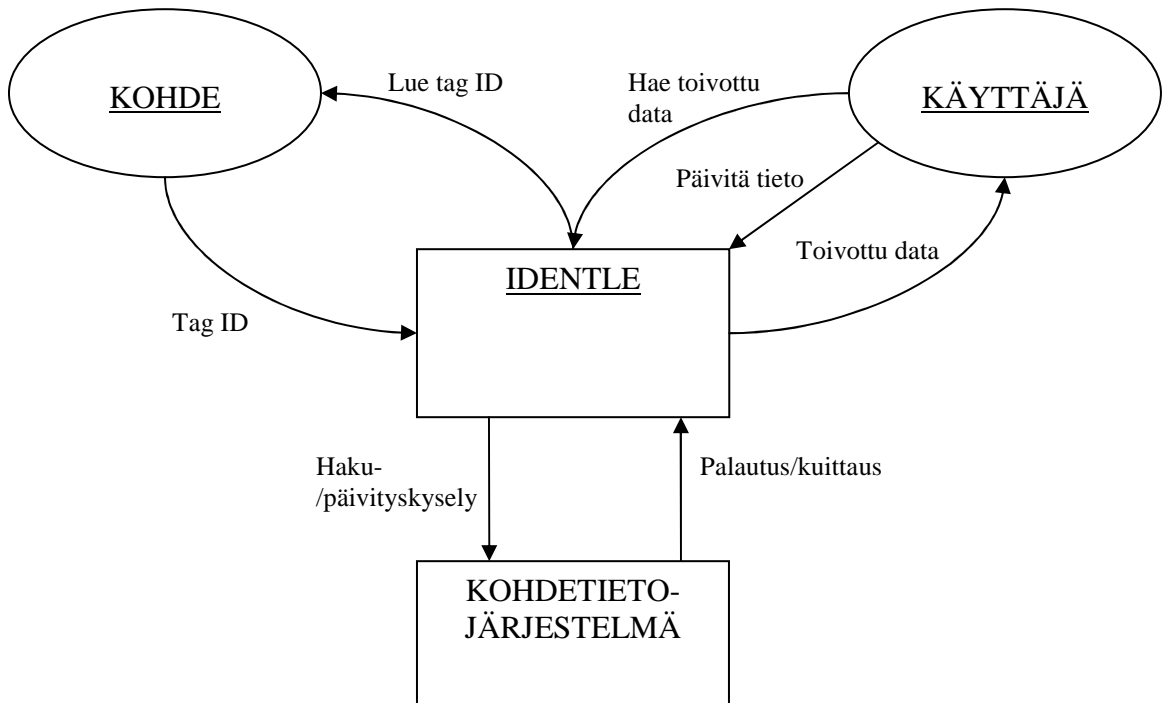 Lue tag ID
Hae toivottu
data
KOHDE
KÄYTTÄJÄ
Päivitä tieto
Toivottu data
IDENTLE
Tag ID
Haku-
/päivityskysely
Palautus/kuittaus
KOHDETIETO-
JÄRJESTELMÄ